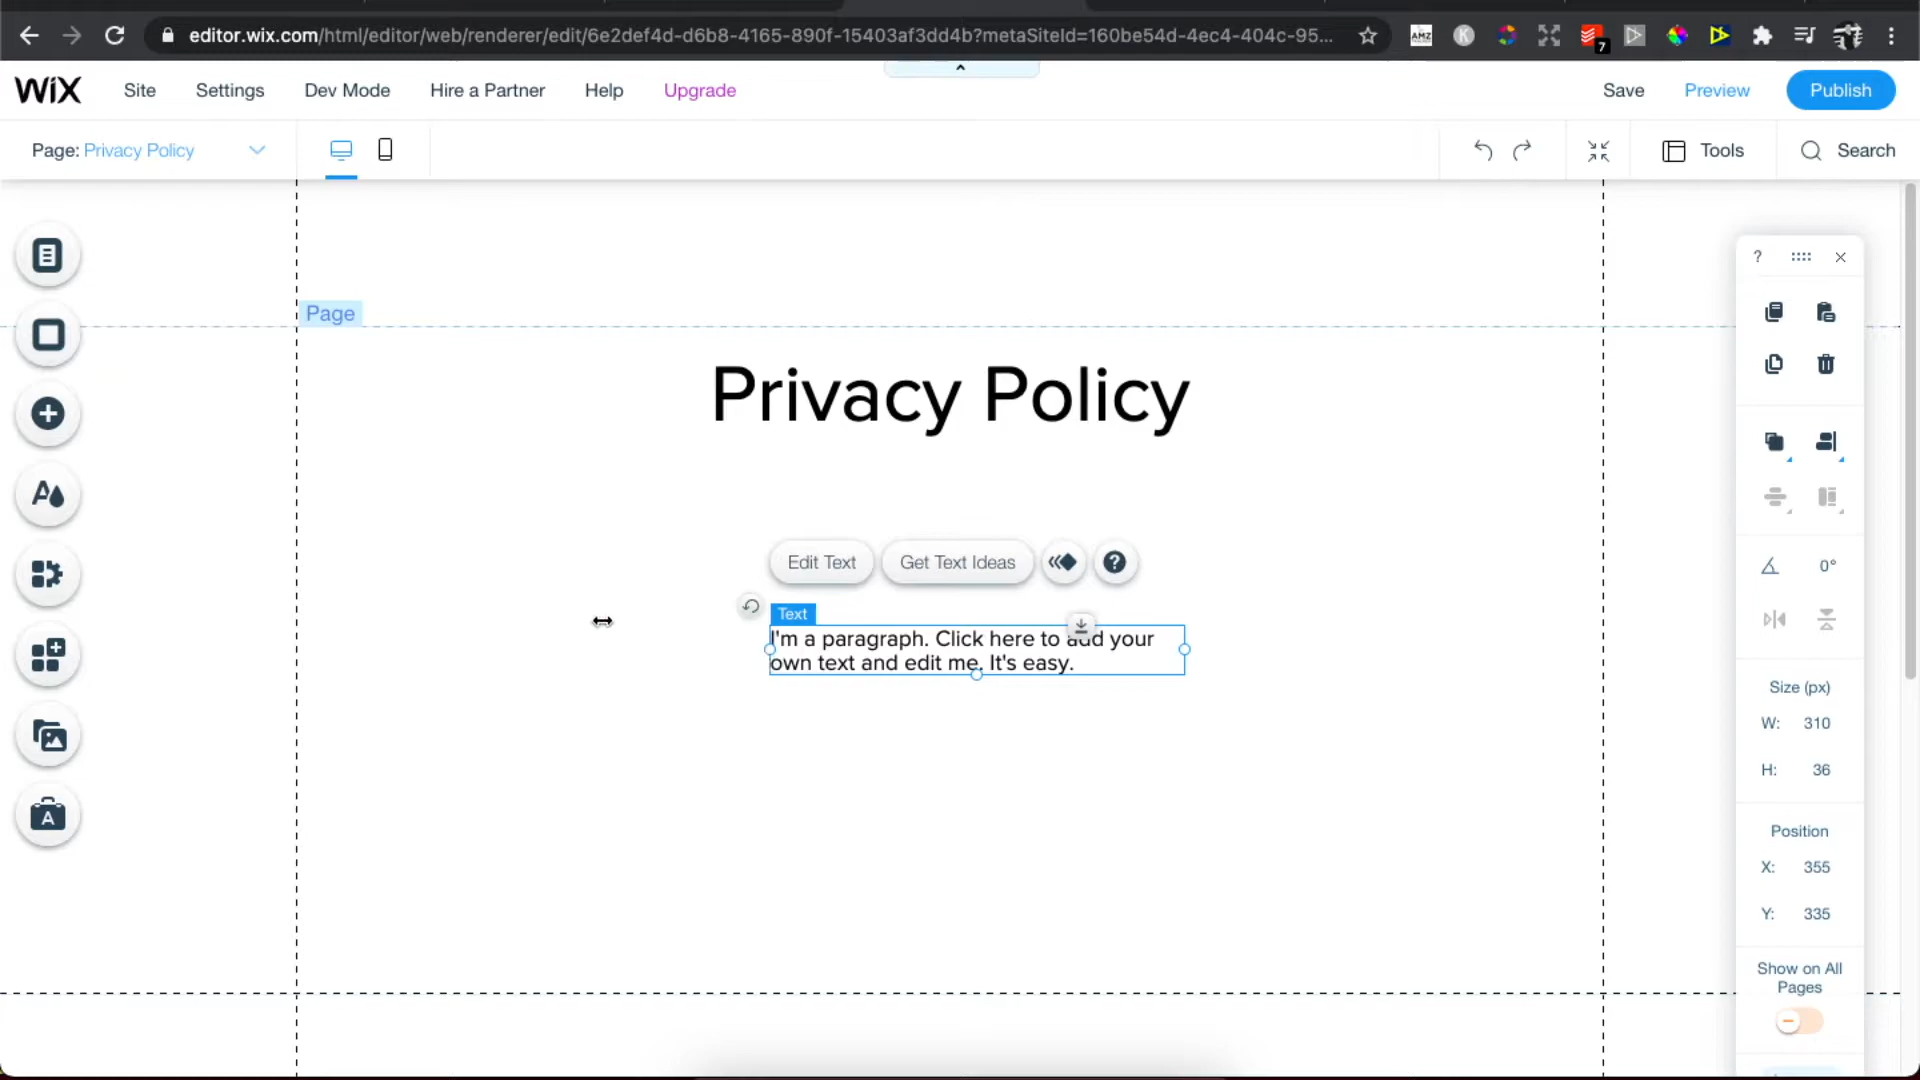 editor.wix.com/html/editor/web/renderer/edit/6e2def4d-d6b8-4165-890f-15403af3dd4b?metaSiteId=160be54d-4ec4-404c-95...
AMZ
K
7
WiX
Site
Settings
Dev Mode
Hire a Partner
Help
Upgrade
Save
Preview
Publish
Page: Privacy Policy
Tools
Search
Page
Privacy Policy
Edit Text
Get Text Ideas
?
Text
I'm a paragraph. Click here to add your
own text and edit me. It's easy.
A
A
?
0°
Size (px)
W: 310
H: 36
Position
X: 355
Y: 335
Show on All
Pages